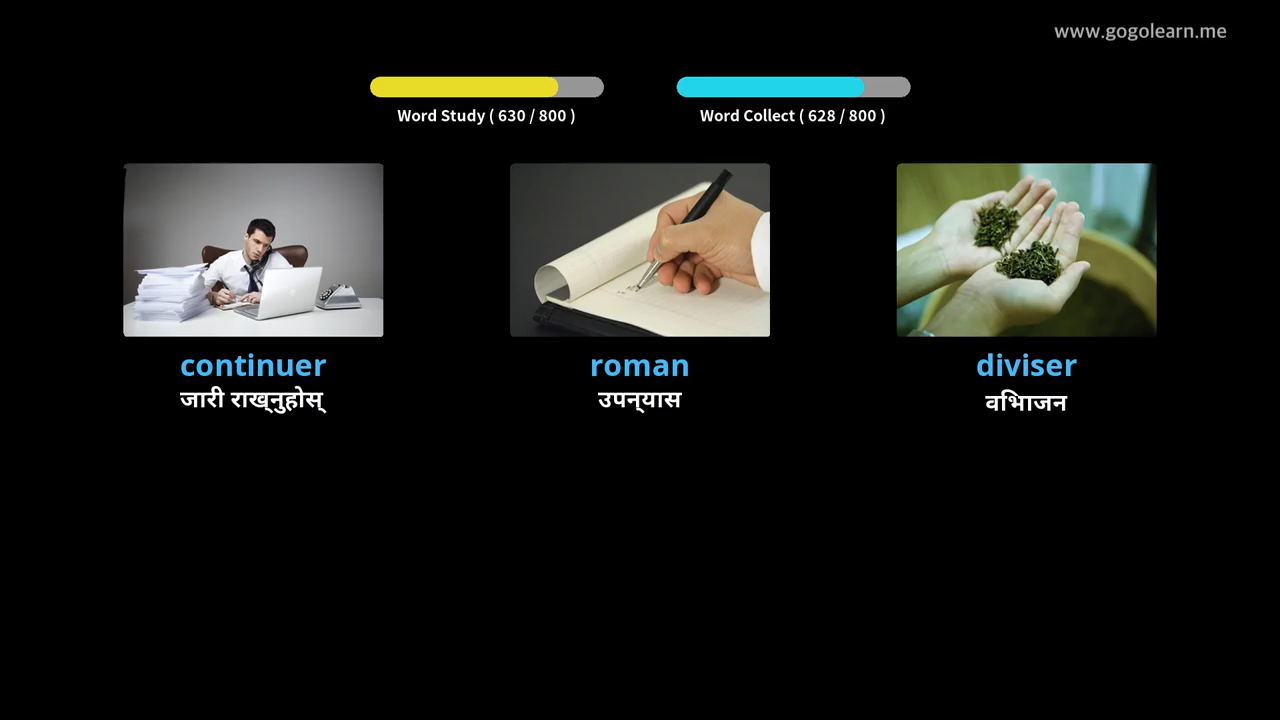 www.gogolearn.me
Word Study ( 630 / 800 )
Word Collect ( 628 / 800 )
continuer
जारी राख्नुहोस्
roman
उपन्यास
diviser
विभाजन